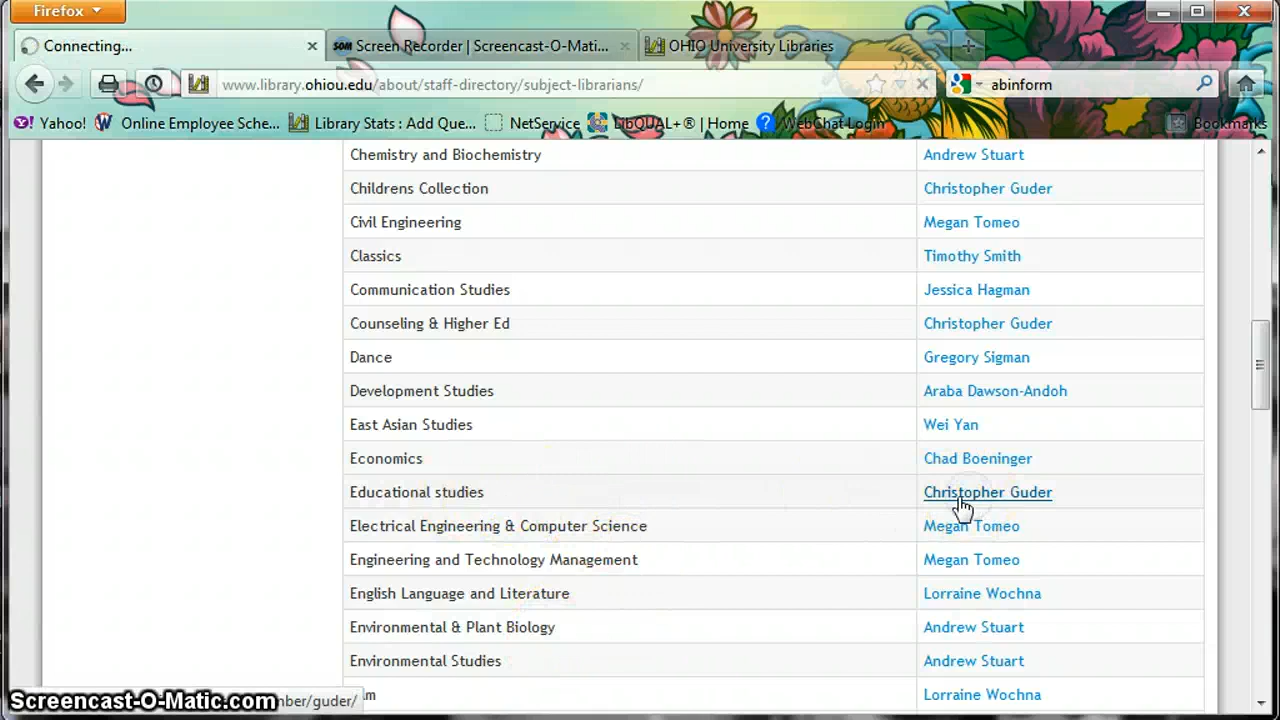 Firefox
Connecting...
Screen Recorder | Screencast-O-Mati...
OHIO University Libraries
www.library.ohiou.edu/about/staff-directory/subject-librarians/
abinform
Yahoo!
Online Employee Sche...
Library Stats : Add Que...
NetService
LibQUAL+® | Home
WebChat Login
Bookmarks
Chemistry and Biochemistry Andrew Stuart
Childrens Collection Christopher Guder
Civil Engineering Megan Tomeo
Classics Timothy Smith
Communication Studies Jessica Hagman
Counseling & Higher Ed Christopher Guder
Dance Gregory Sigman
Development Studies Araba Dawson-Andoh
East Asian Studies Wei Yan
Economics Chad Boeninger
Educational studies Christopher Guder
Electrical Engineering & Computer Science Megan Tomeo
Engineering and Technology Management Megan Tomeo
English Language and Literature Lorraine Wochna
Environmental & Plant Biology Andrew Stuart
Environmental Studies Andrew Stuart
Lorraine Wochna
Screencast-O-Matic.com
nber/guder/